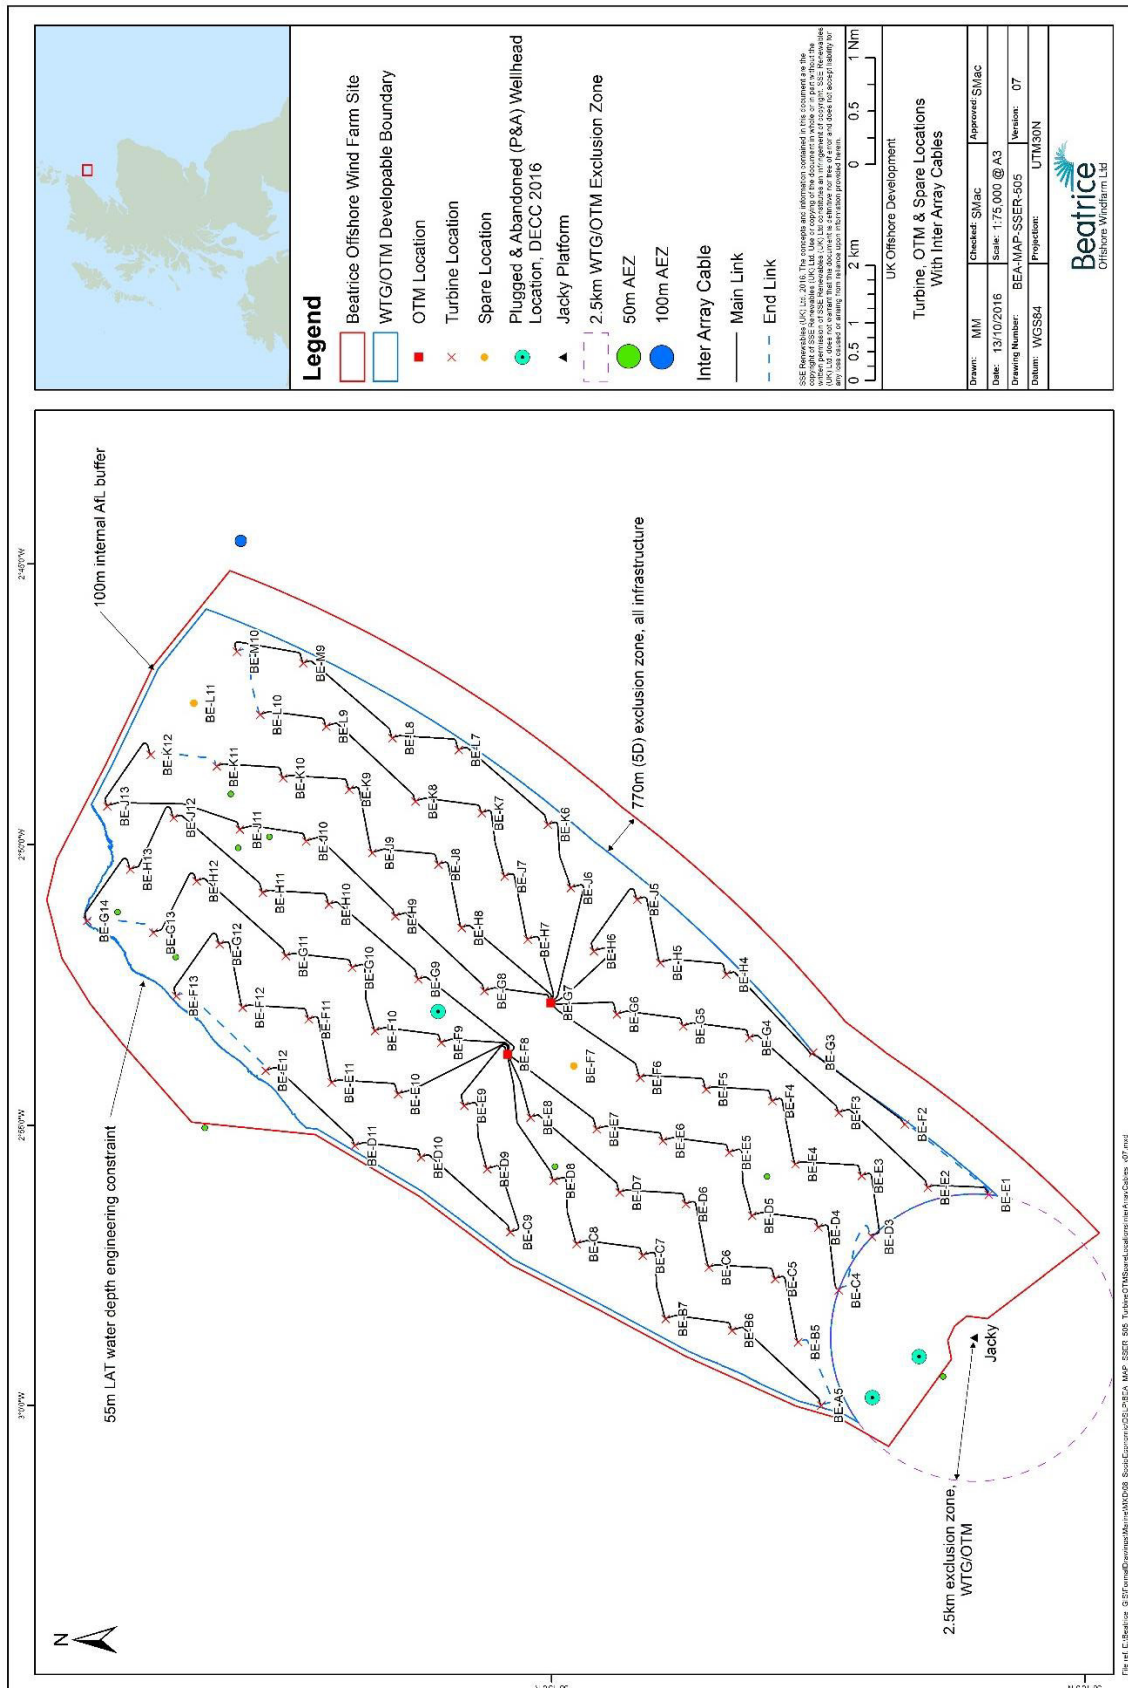 Legend
Beatrice Offshore Wind Farm Site
WTG/OTM Developpable Boundary
OTM Location
Turbine Location
Spare Location
Plugged & Abandoned (P&A) Wellhead
Location, DECC 2016
Jacky Platform
2.5km WTG/OTM Exclusion Zone
50m AEZ
100m AEZ
Inter Array Cable
Main Link
End Link
0 0.5 1 2 km
0 0.5 1 Nm
UK Offshore Development
Turbine, OTM & Spare Locations
With Inter Array Cables
Drawn: MM
Checked: SMac
Approved: SMac
Date: 13/10/2016
Scale: 1:75,000 @ A3
Drawing Number: BEA-MAP-SSER-505
Version: 07
Datum: WGS84
Projection: UTM30N
Beatrice
Offshore Windfarm Ltd
N
3°0'0"W
2°55'0"W
2°50'0"W
2°45'0"W
55m LAT water depth engineering constraint
100m internal AfL buffer
770m (5D) exclusion zone, all infrastructure
2.5km exclusion zone,
WTG/OTM
Jacky
BE-G14
BE-H13
BE-J13
BE-K12
BE-L11
BE-M10
BE-F13
BE-G13
BE-H12
BE-J12
BE-K11
BE-L10
BE-M9
BE-E12
BE-F12
BE-G12
BE-H11
BE-J11
BE-K10
BE-L9
BE-D11
BE-E11
BE-F11
BE-G11
BE-H10
BE-J10
BE-K9
BE-L8
BE-D10
BE-E10
BE-F10
BE-G10
BE-H9
BE-J9
BE-K8
BE-L7
BE-C9
BE-D9
BE-E9
BE-F9
BE-G9
BE-H8
BE-J8
BE-K7
BE-C8
BE-D8
BE-E8
BE-F8
BE-G8
BE-H7
BE-J7
BE-K6
BE-B7
BE-C7
BE-D7
BE-E7
BE-F7
BE-G7
BE-H6
BE-J6
BE-B6
BE-C6
BE-D6
BE-E6
BE-F6
BE-G6
BE-H5
BE-J5
BE-A5
BE-B5
BE-C5
BE-D5
BE-E5
BE-F5
BE-G5
BE-H4
BE-C4
BE-D4
BE-E4
BE-F4
BE-G4
BE-D3
BE-E3
BE-F3
BE-G3
BE-E2
BE-F2
BE-E1